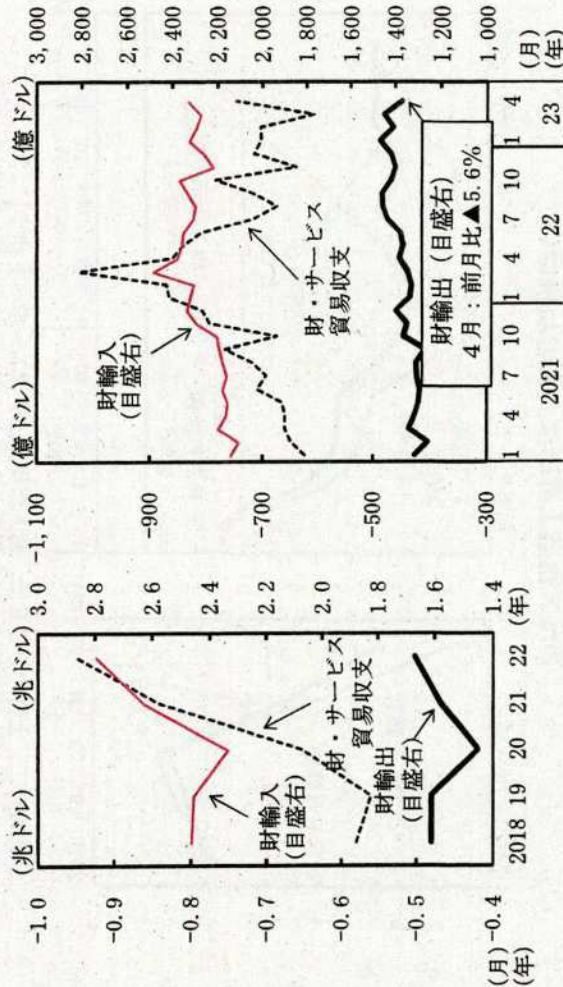 (兆ドル) (兆ドル)
-1.0
-0.9
-0.8
-0.7
-0.6
-0.5
-0.4
3.0
2.8
2.6
2.4
2.2
2.0
1.8
1.6
1.4
財輸入
(目盛右)
財・サービス
貿易収支
財輸出
(目盛右)
2018 19 20 21 22 (年)
(億ドル) (億ドル)
-1,100
-900
-700
-500
-300
3,000
2,800
2,600
2,400
2,200
2,000
1,800
1,600
1,400
1,200
1,000
財輸入
(目盛右)
財・サービス
貿易収支
財輸出 (目盛右)
4月:前月比▲5.6%
(月) 1 4 7 10 1 4 7 10 1 4 (月)
(年) 2021 22 23 (年)